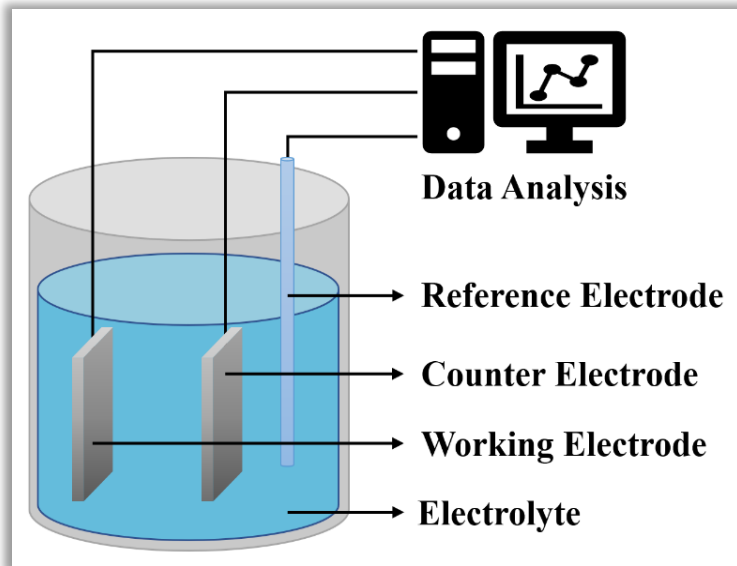 Data Analysis
Reference Electrode
Counter Electrode
Working Electrode
Electrolyte